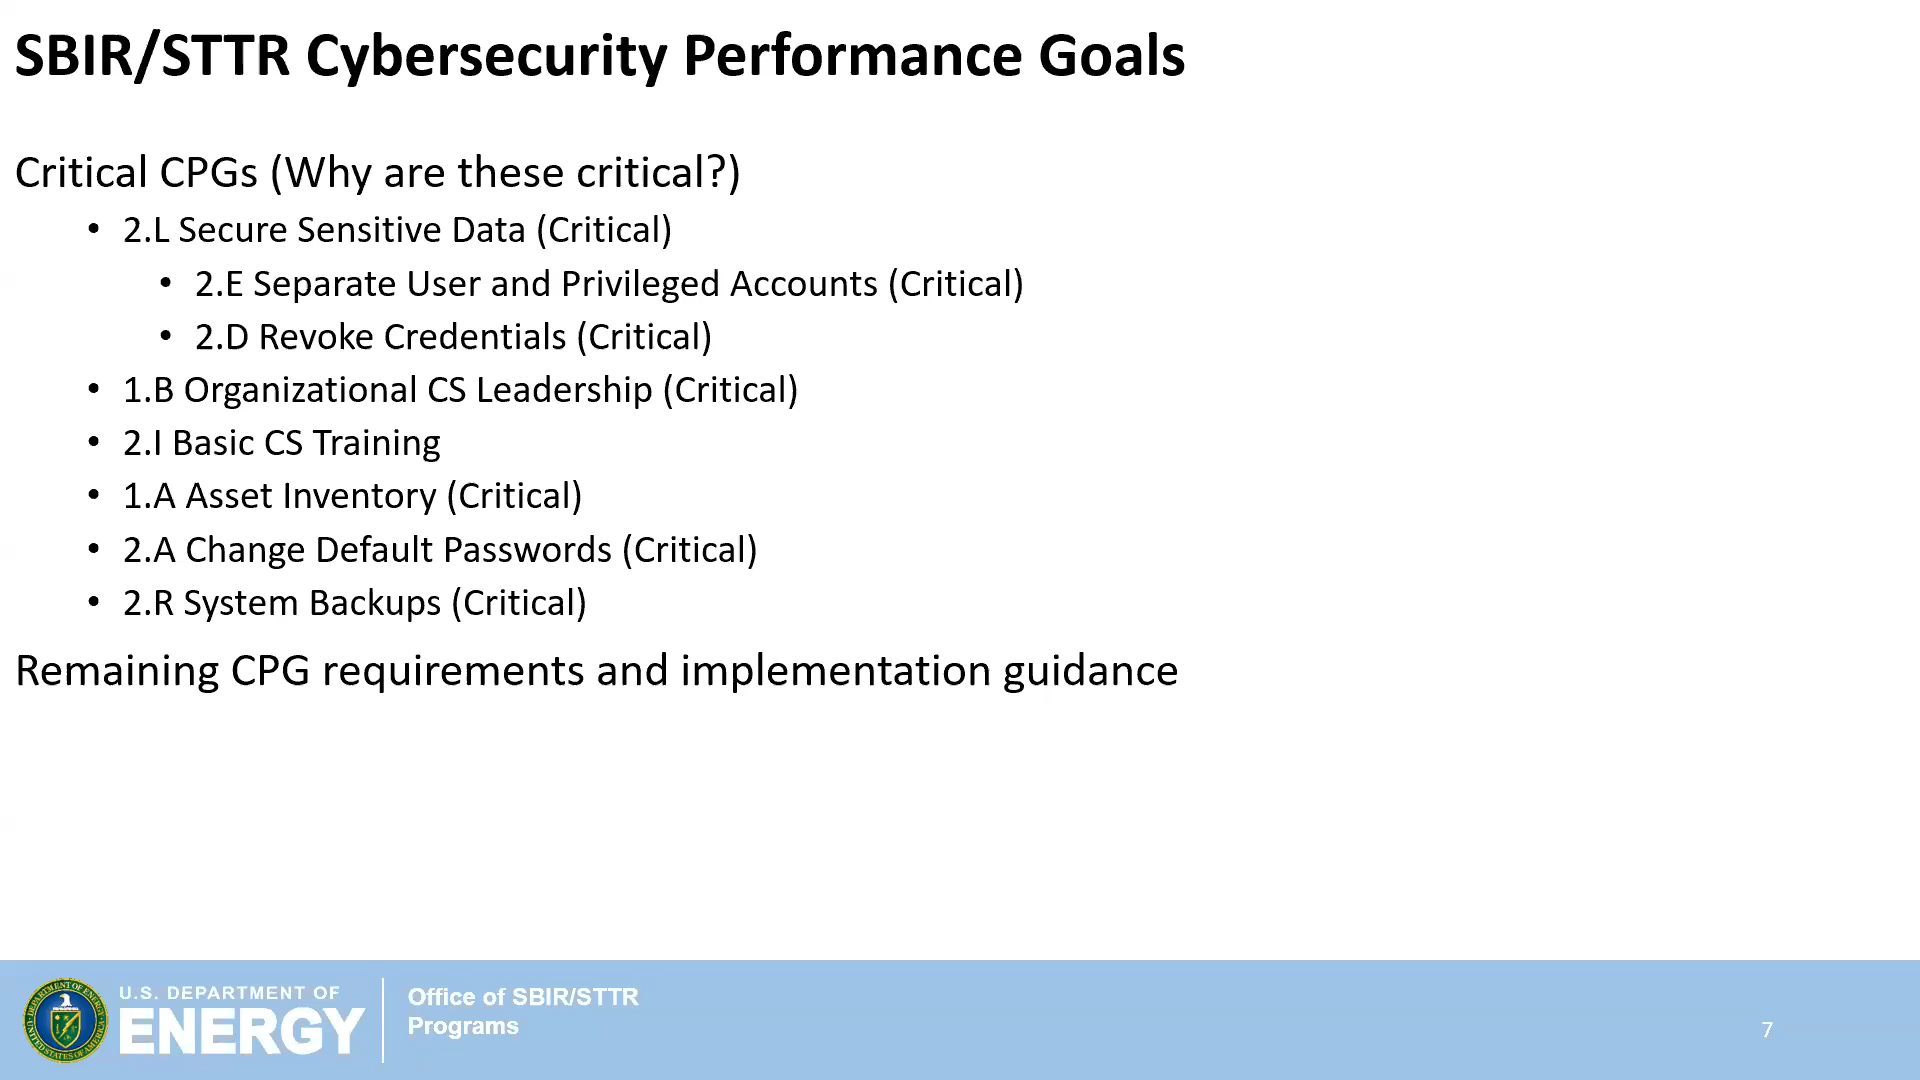 SBIR/STTR Cybersecurity Performance Goals
Critical CPGs (Why are these critical?)
• 2.L Secure Sensitive Data (Critical)
• 2.E Separate User and Privileged Accounts (Critical)
• 2.D Revoke Credentials (Critical)
• 1.B Organizational CS Leadership (Critical)
• 2.I Basic CS Training
• 1.A Asset Inventory (Critical)
• 2.A Change Default Passwords (Critical)
• 2.R System Backups (Critical)
Remaining CPG requirements and implementation guidance
U.S. DEPARTMENT OF
ENERGY
Office of SBIR/STTR
Programs
7